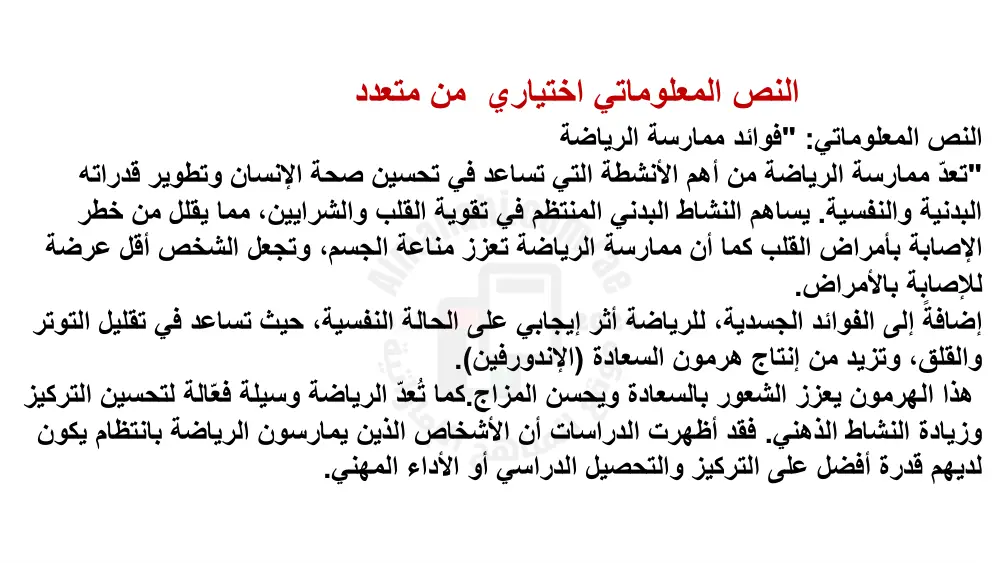 النص المعلوماتي اختياري من متعدد
النص المعلوماتي: "فوائد ممارسة الرياضة
"تعدّ ممارسة الرياضة من أهم الأنشطة التي تساعد في تحسين صحة الإنسان وتطوير قدراته
البدنية والنفسية. يساهم النشاط البدني المنتظم في تقوية القلب والشرايين، مما يقلل من خطر
الإصابة بأمراض القلب كما أن ممارسة الرياضة تعزز مناعة الجسم، وتجعل الشخص أقل عرضة
للإصابة بالأمراض.
إضافةً إلى الفوائد الجسدية، للرياضة أثر إيجابي على الحالة النفسية، حيث تساعد في تقليل التوتر
والقلق، وتزيد من إنتاج هرمون السعادة (الإندورفين).
هذا الهرمون يعزز الشعور بالسعادة ويحسن المزاج.كما تُعدّ الرياضة وسيلة فعّالة لتحسين التركيز
وزيادة النشاط الذهني. فقد أظهرت الدراسات أن الأشخاص الذين يمارسون الرياضة بانتظام يكون
لديهم قدرة أفضل على التركيز والتحصيل الدراسي أو الأداء المهني.